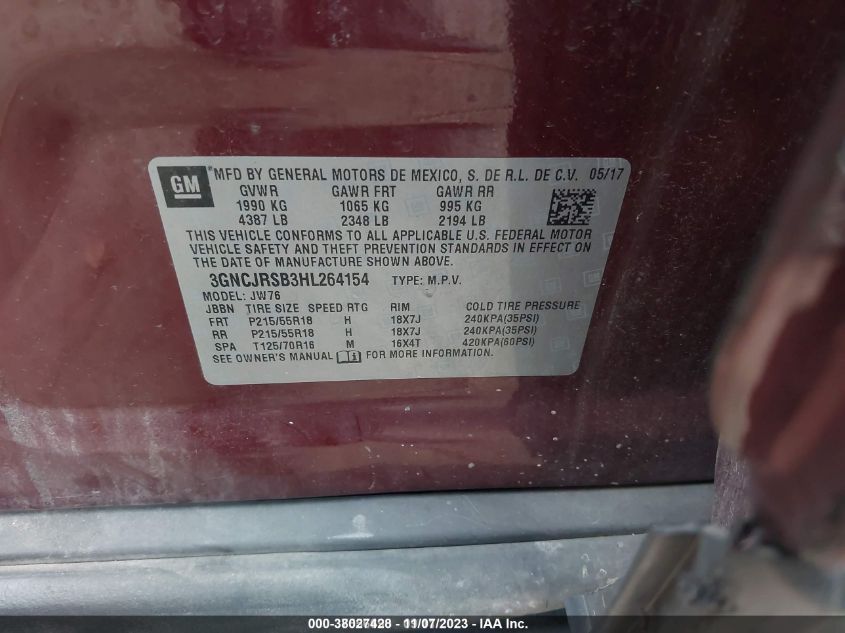 GM
MFD BY GENERAL MOTORS DE MEXICO, S. DE R.L. DE C.V. 05/17
GVWR GAWR FRT GAWR RR
1990 KG 1065 KG 995 KG
4387 LB 2348 LB 2194 LB
THIS VEHICLE CONFORMS TO ALL APPLICABLE U.S. FEDERAL MOTOR
VEHICLE SAFETY AND THEFT PREVENTION STANDARDS IN EFFECT ON
THE DATE OF MANUFACTURE SHOWN ABOVE.
3GNCJRSB3HL264154 TYPE: M.P.V.
MODEL: JW76
JBBN TIRE SIZE SPEED RTG RIM COLD TIRE PRESSURE
FRT P215/55R18 H 18X7J 240KPA(35PSI)
RR P215/55R18 H 18X7J 240KPA(35PSI)
SPA T125/70R16 M 16X4T 420KPA(60PSI)
SEE OWNER'S MANUAL FOR MORE INFORMATION.
000-38027428 - 11/07/2023 - IAA Inc.